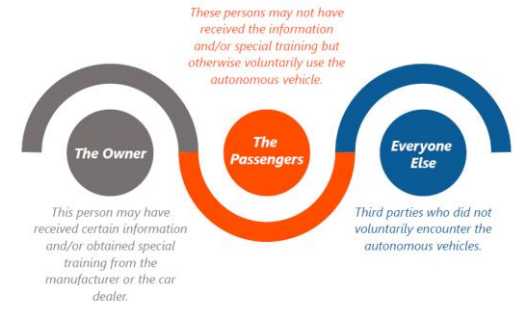 These persons may not have
received the information
and/or special training but
otherwise voluntarily use the
autonomous vehicle.
The Owner
The
Passengers
Everyone
Else
This person may have
received certain information
and/or obtained special
training from the
manufacturer or the car
dealer.
Third parties who did not
voluntarily encounter the
autonomous vehicles.